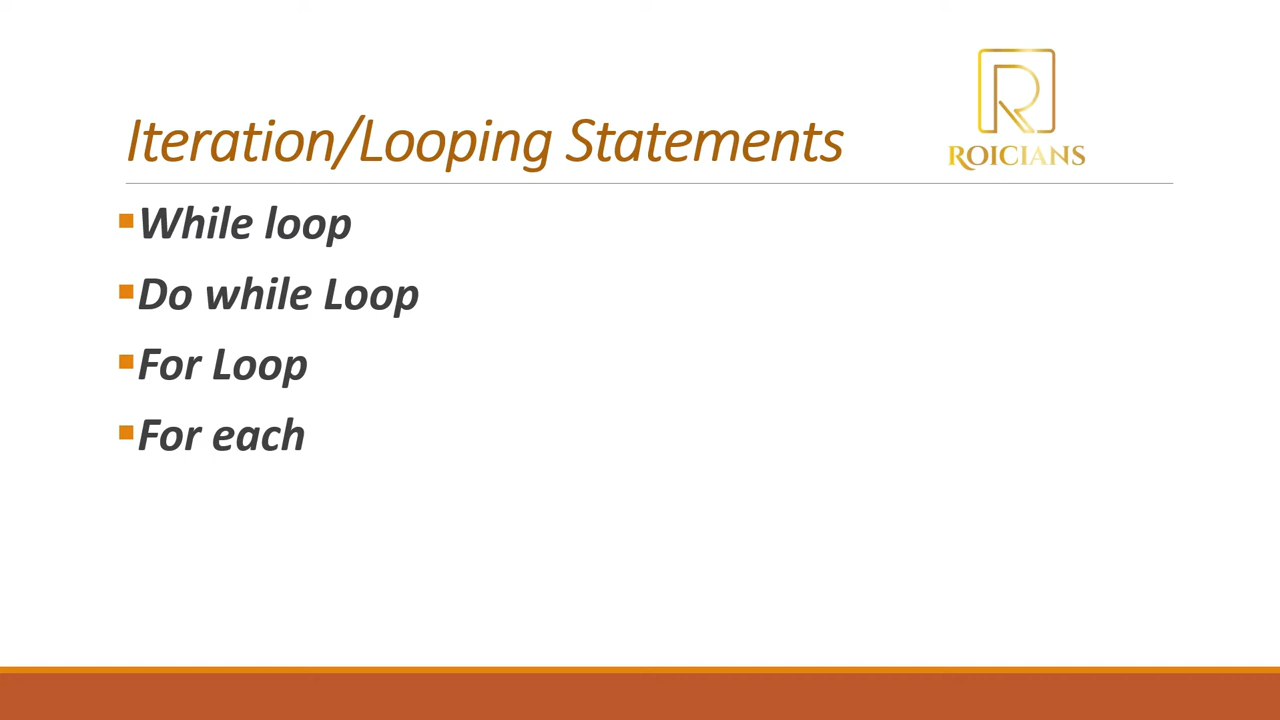 Iteration/Looping Statements
R
ROICIANS
While loop
Do while Loop
For Loop
For each